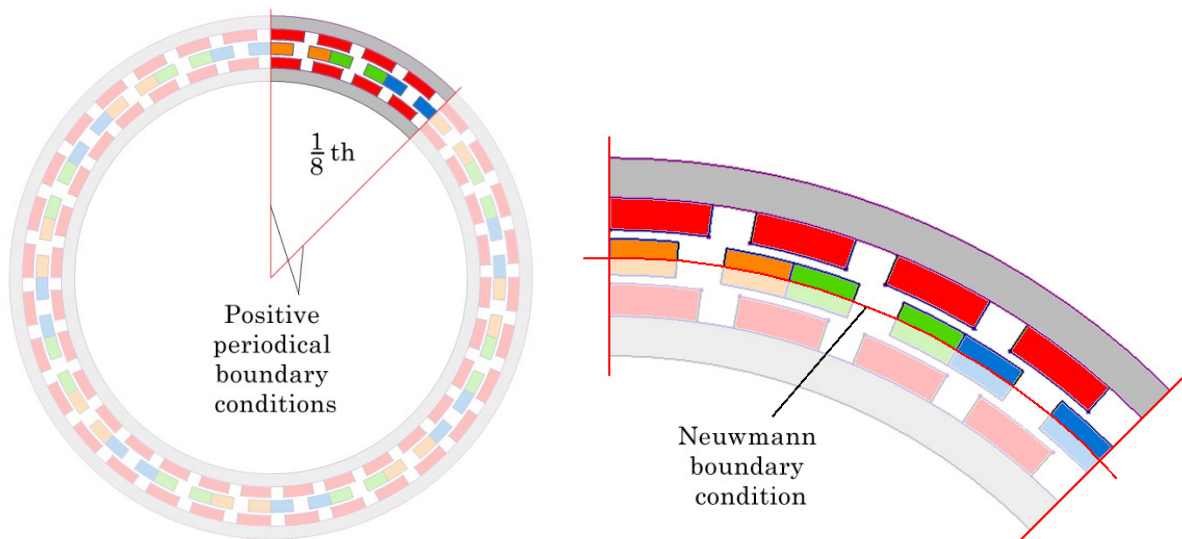 1/8 th
Positive
periodical
boundary
conditions
Neuwmann
boundary
condition